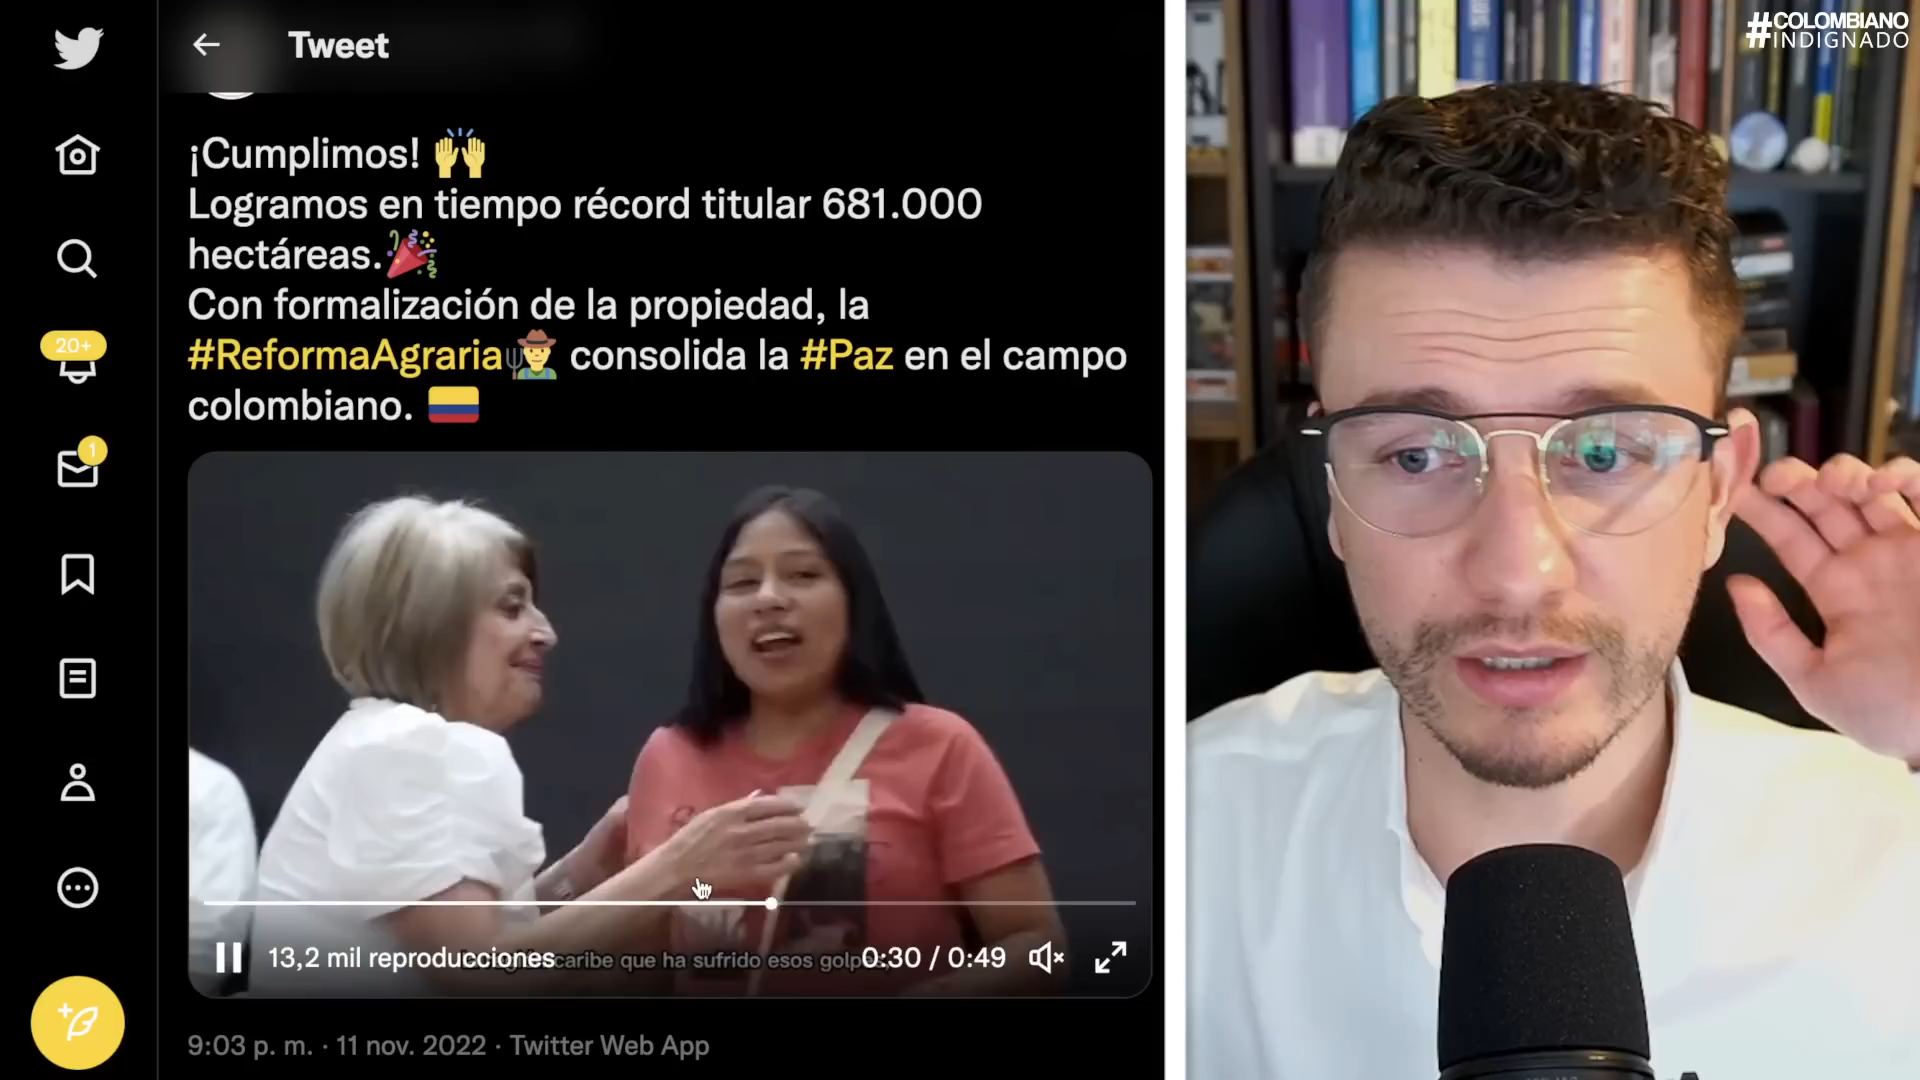 Tweet
¡Cumplimos! 🙌
Logramos en tiempo récord titular 681.000
hectáreas.🎉
Con formalización de la propiedad, la
#ReformaAgraria👨‍🌾 consolida la #Paz en el campo
colombiano. 🇨🇴
20+
1
13,2 mil reproducciones
caribe que ha sufrido esos
0:30 / 0:49
9:03 p. m. · 11 nov. 2022 · Twitter Web App
#COLOMBIANO
INDIGNADO